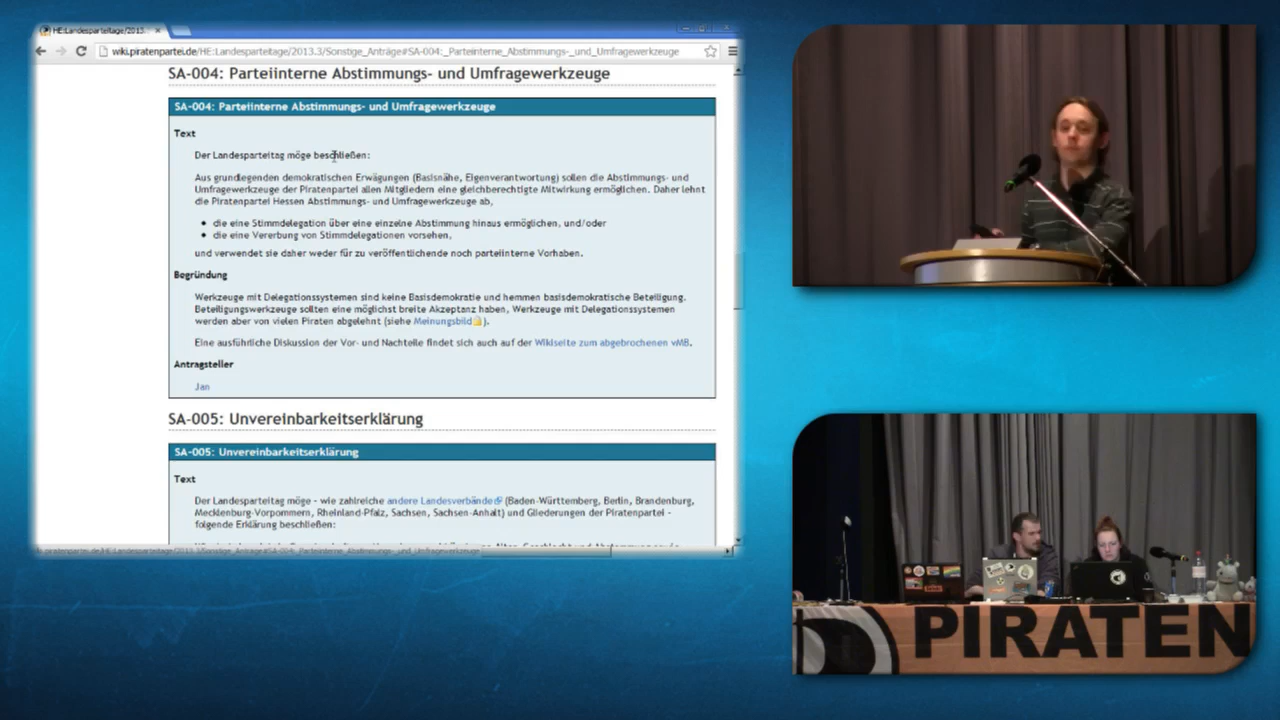 HE:Landesparteitage/2013.
wiki.piratenpartei.de/HE:Landesparteitage/2013.3/Sonstige_Anträge#SA-004:_Parteiinterne_Abstimmungs-_und_Umfragewerkzeuge
SA-004: Parteiinterne Abstimmungs- und Umfragewerkzeuge
SA-004: Parteiinterne Abstimmungs- und Umfragewerkzeuge
Text
Der Landesparteitag möge beschließen:
Aus grundlegenden demokratischen Erwägungen (Basisnähe, Eigenverantwortung) sollen die Abstimmungs- und
Umfragewerkzeuge der Piratenpartei allen Mitgliedern eine gleichberechtigte Mitwirkung ermöglichen. Daher lehnt
die Piratenpartei Hessen Abstimmungs- und Umfragewerkzeuge ab,
• die eine Stimmdelegation über eine einzelne Abstimmung hinaus ermöglichen, und/oder
• die eine Vererbung von Stimmdelegationen vorsehen,
und verwendet sie daher weder für zu veröffentlichende noch parteiinterne Vorhaben.
Begründung
Werkzeuge mit Delegationssystemen sind keine Basisdemokratie und hemmen basisdemokratische Beteiligung.
Beteiligungswerkzeuge sollten eine möglichst breite Akzeptanz haben, Werkzeuge mit Delegationssystemen
werden aber von vielen Piraten abgelehnt (siehe Meinungsbild).
Eine ausführliche Diskussion der Vor- und Nachteile findet sich auch auf der Wikiseite zum abgebrochenen vMB.
Antragsteller
Jan
SA-005: Unvereinbarkeitserklärung
SA-005: Unvereinbarkeitserklärung
Text
Der Landesparteitag möge - wie zahlreiche andere Landesverbände (Baden-Württemberg, Berlin, Brandenburg,
Mecklenburg-Vorpommern, Rheinland-Pfalz, Sachsen, Sachsen-Anhalt) und Gliederungen der Piratenpartei -
folgende Erklärung beschließen:
PIRATEN